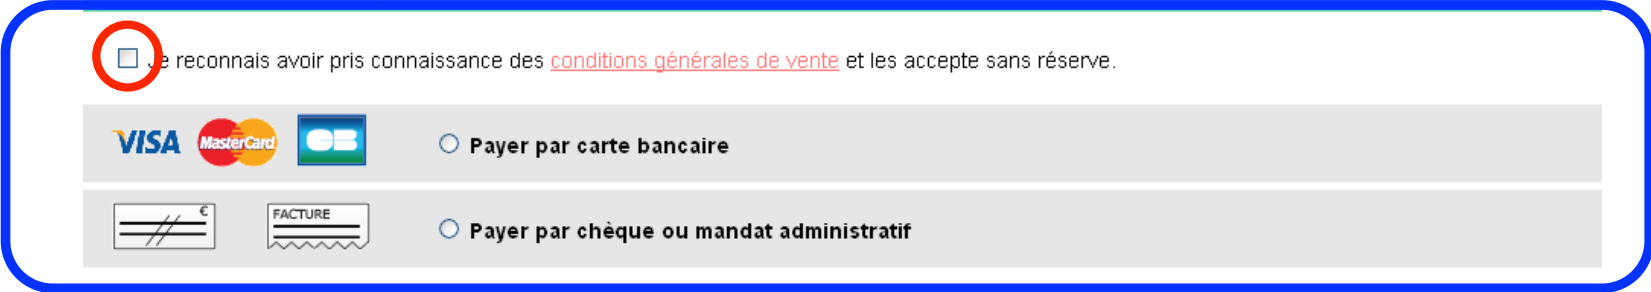 Je reconnais avoir pris connaissance des conditions générales de vente et les accepte sans réserve.
VISA MasterCard CB Payer par carte bancaire
€ FACTURE Payer par chèque ou mandat administratif